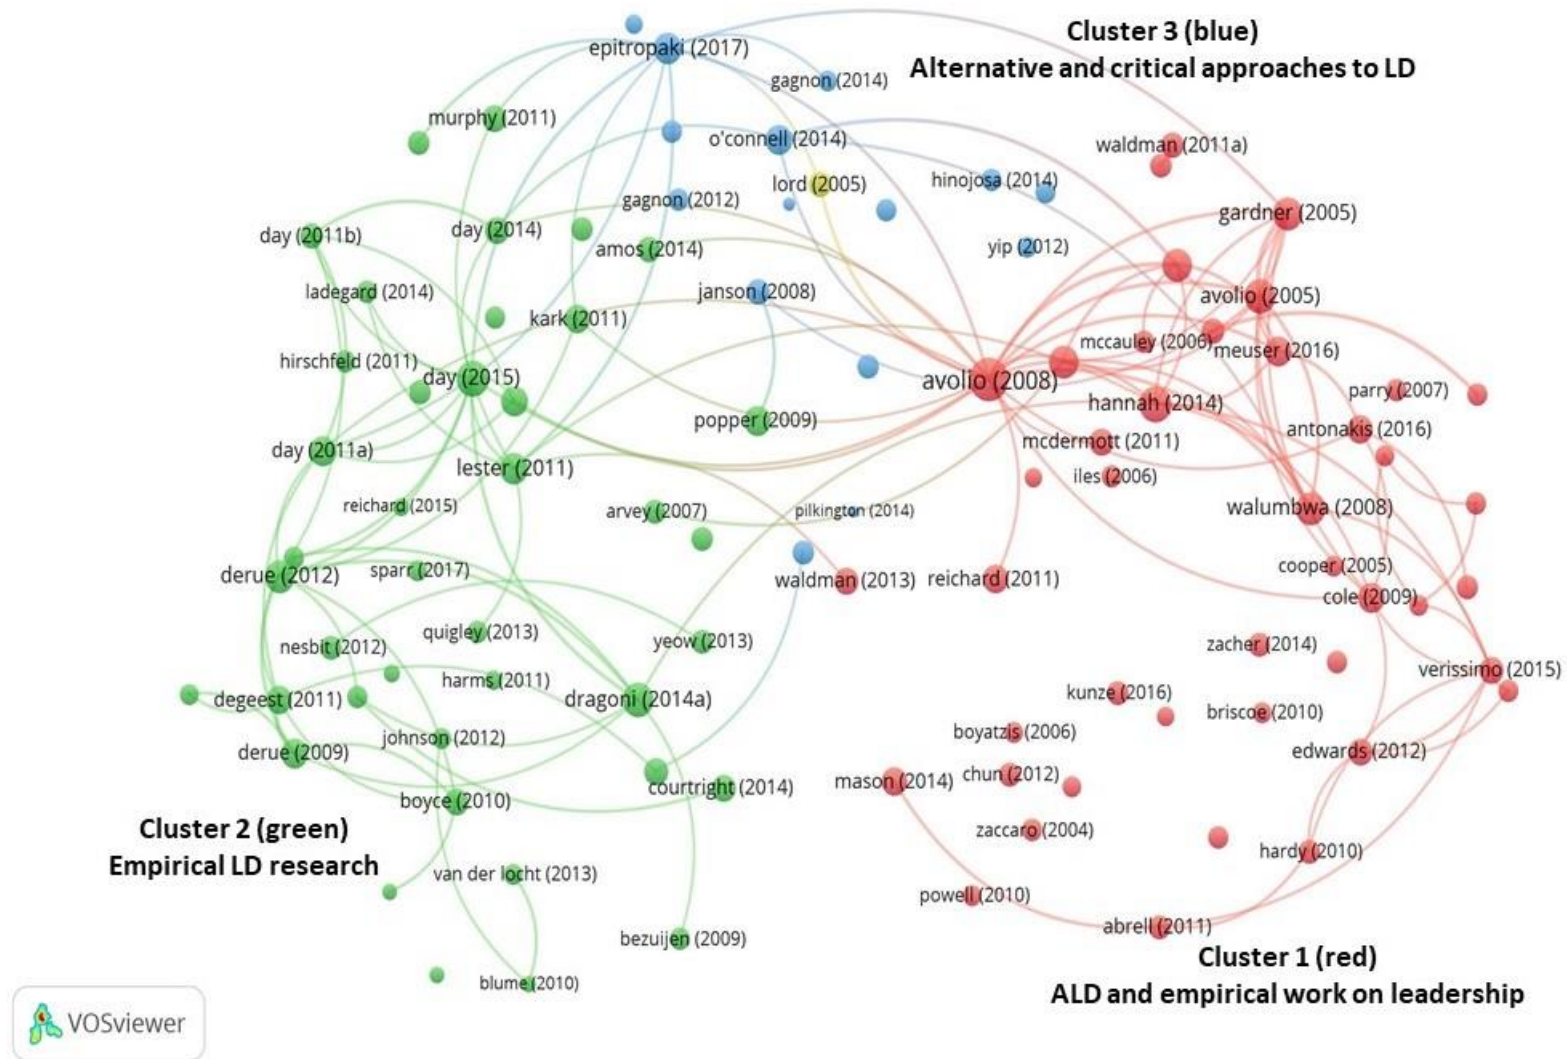 Cluster 3 (blue)
Alternative and critical approaches to LD
epitropaki (2017)
gagnon (2014)
murphy (2011)
o'connell (2014)
waldman (2011a)
lord (2005)
hinojosa (2014)
gagnon (2012)
gardner (2005)
day (2011b)
day (2014)
amos (2014)
yip (2012)
ladegard (2014)
janson (2008)
avolio (2005)
kark (2011)
mccauley (2006)
meuser (2016)
hirschfeld (2011)
day (2015)
avolio (2008)
parry (2007)
hannah (2014)
popper (2009)
antonakis (2016)
mcdermott (2011)
day (2011a)
lester (2011)
iles (2006)
reichard (2015)
arvey (2007)
pilkington (2014)
walumbwa (2008)
derue (2012)
sparr (2017)
waldman (2013)
reichard (2011)
cooper (2005)
cole (2009)
nesbit (2012)
quigley (2013)
yeow (2013)
zacher (2014)
verissimo (2015)
harms (2011)
degeest (2011)
dragoni (2014a)
kunze (2016)
briscoe (2010)
derue (2009)
johnson (2012)
boyatzis (2006)
edwards (2012)
courtright (2014)
mason (2014)
chun (2012)
boyce (2010)
Cluster 2 (green)
Empirical LD research
zaccaro (2004)
hardy (2010)
van der locht (2013)
powell (2010)
bezuijen (2009)
abrell (2011)
blume (2010)
Cluster 1 (red)
ALD and empirical work on leadership
VOSviewer